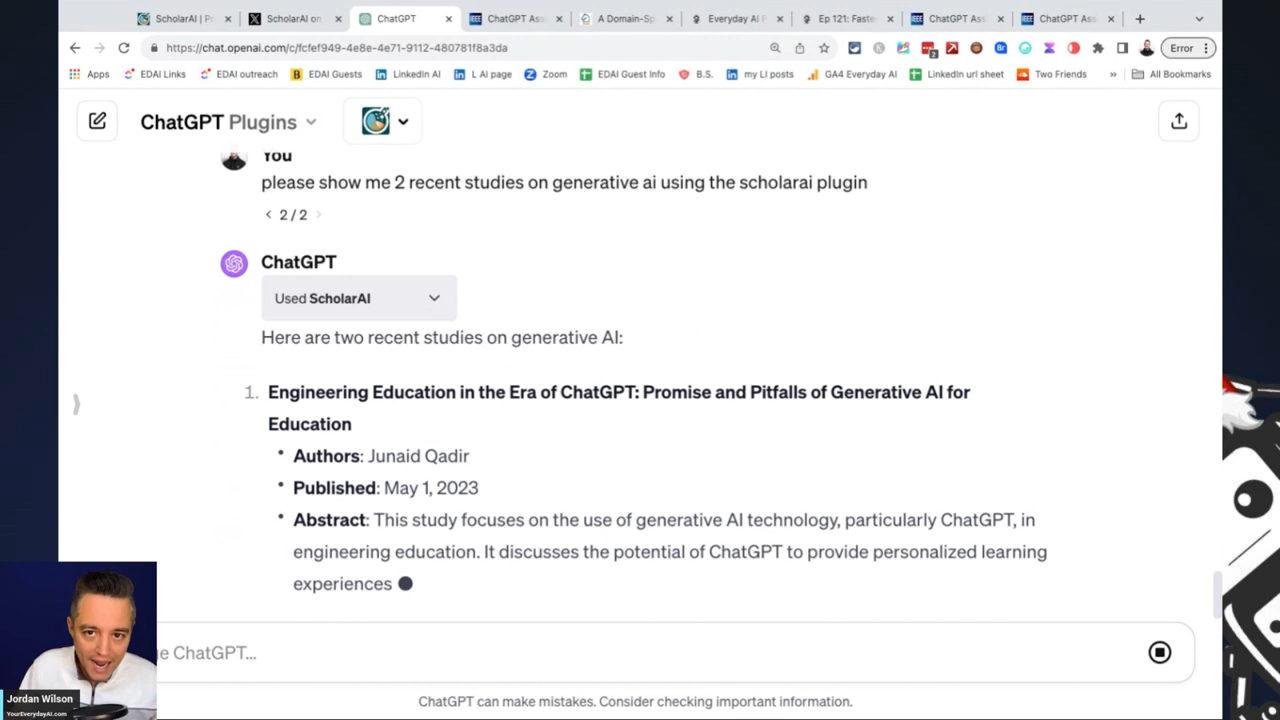 ScholarAI | P
ScholarAI on
ChatGPT
ChatGPT Ass
A Domain-Sp
Everyday AI P
Ep 121: Faste
ChatGPT Ass
ChatGPT Ass
https://chat.openai.com/c/fcfef949-4e8e-4e71-9112-480781f8a3da
Error
Apps
EDAI Links
EDAI outreach
EDAI Guests
LinkedIn AI
L AI page
Zoom
EDAI Guest Info
B.S.
my LI posts
GA4 Everyday AI
LinkedIn url sheet
Two Friends
»
All Bookmarks
ChatGPT Plugins
You
please show me 2 recent studies on generative ai using the scholarai plugin
< 2 / 2 >
ChatGPT
Used ScholarAI
Here are two recent studies on generative AI:
1. Engineering Education in the Era of ChatGPT: Promise and Pitfalls of Generative AI for
Education
• Authors: Junaid Qadir
• Published: May 1, 2023
• Abstract: This study focuses on the use of generative AI technology, particularly ChatGPT, in
engineering education. It discusses the potential of ChatGPT to provide personalized learning
experiences
e ChatGPT...
ChatGPT can make mistakes. Consider checking important information.
Jordan Wilson
YourEverydayAI.com